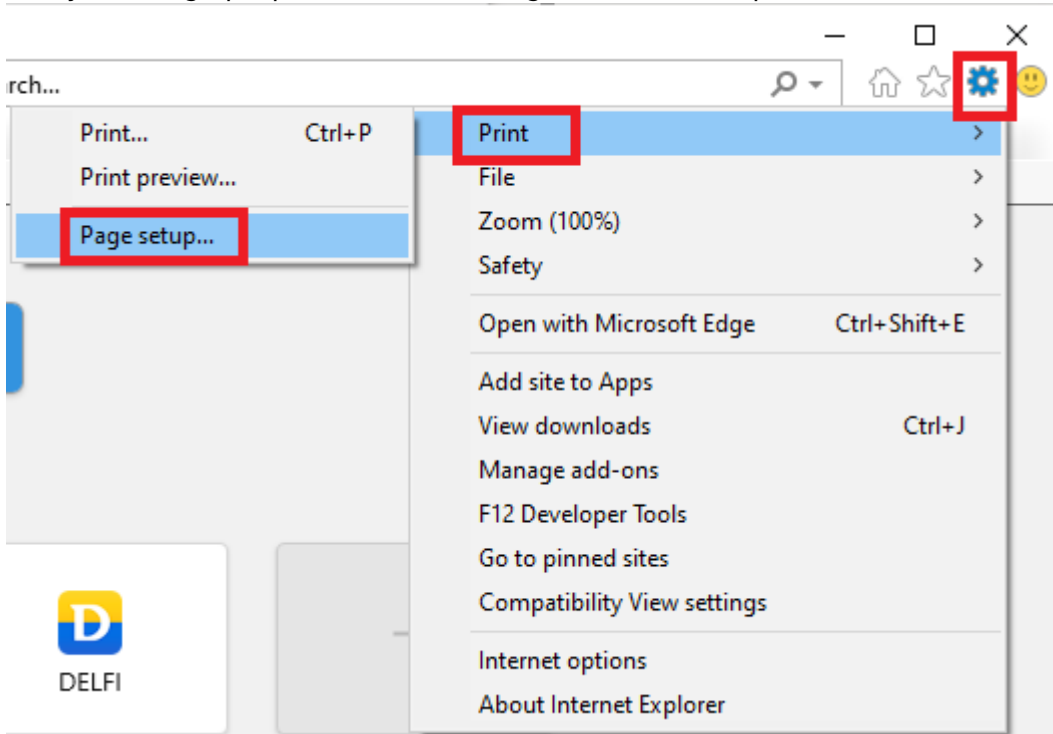 rch...
Print... Ctrl+P
Print preview...
Page setup...
Print
File
Zoom (100%)
Safety
Open with Microsoft Edge Ctrl+Shift+E
Add site to Apps
View downloads Ctrl+J
Manage add-ons
F12 Developer Tools
Go to pinned sites
Compatibility View settings
Internet options
About Internet Explorer
D
DELFI